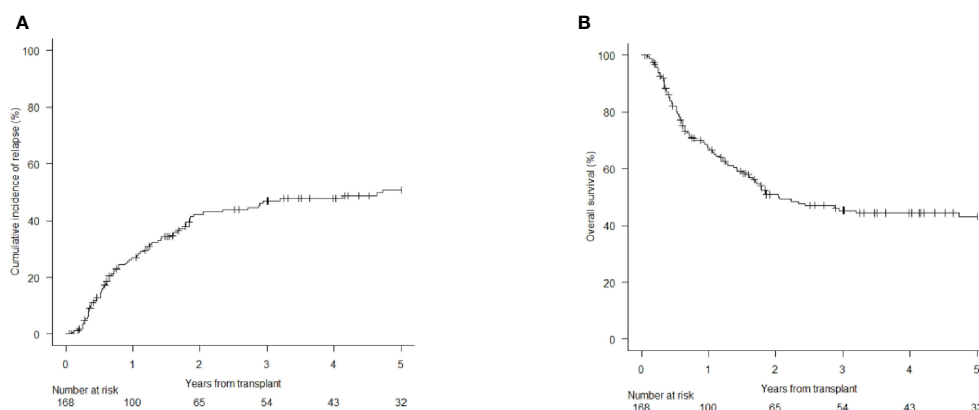 A
Cumulative incidence of relapse (%)
100
80
60
40
20
0
0 1 2 3 4 5
Years from transplant
Number at risk
168 100 65 54 43 32
B
Overall survival (%)
100
80
60
40
20
0
0 1 2 3 4 5
Years from transplant
Number at risk
168 100 65 54 43